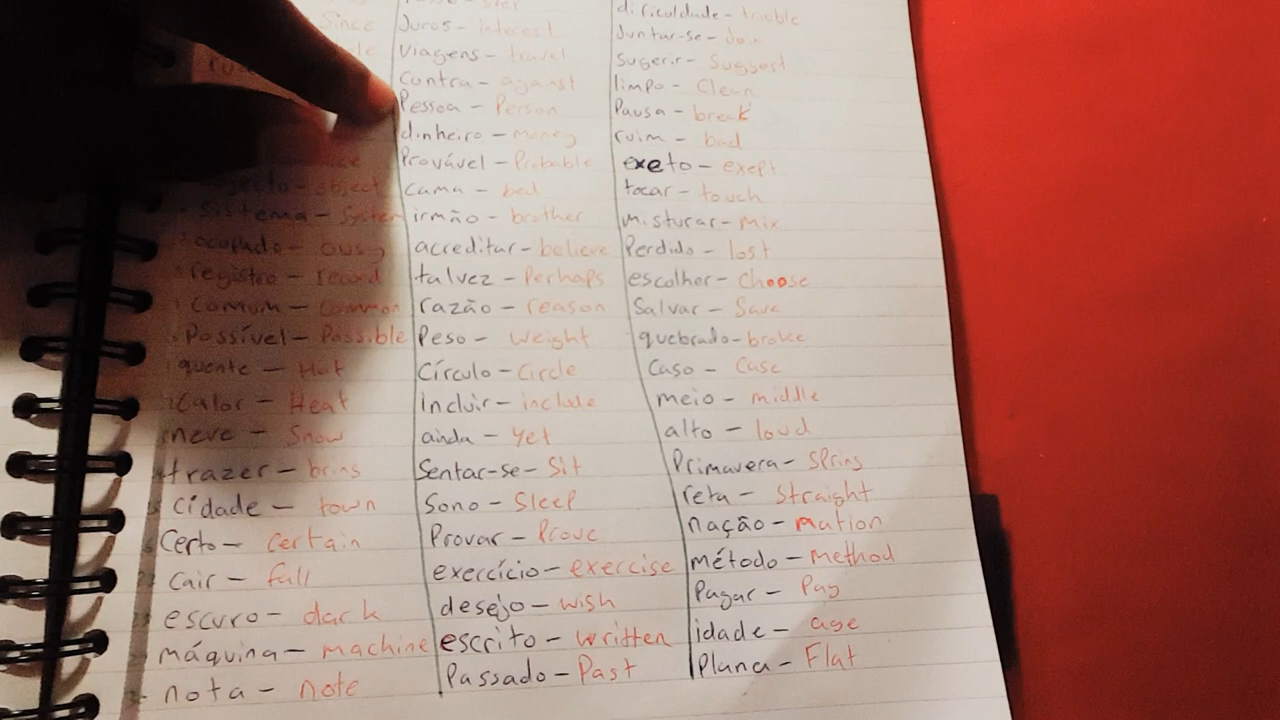 Since
object
sistema - System
ocupado - busy
registro - record
Comum - Common
Possível - Possible
quente - Hot
Calor - Heat
neve - Snow
trazer - bring
cidade - town
Certo - certain
cair - fall
escuro - dark
máquina - machine
nota - note
Juros - interest
Viagens - travel
Contra - against
Pessoa - Person
dinheiro - money
Provável - Probable
Cama - bed
irmão - brother
acreditar - believe
talvez - Perhaps
razão - reason
Peso - weight
Círculo - Circle
Incluir - include
ainda - Yet
Sentar-se - Sit
Sono - Sleep
Provar - Prove
exercício - exercise
desejo - wish
escrito - written
Passado - Past
dificuldade - trouble
Juntar-se - Join
Sugerir - Suggest
limpo - Clean
Pausa - break
ruim - bad
exeto - exept
tocar - touch
Misturar - mix
Perdido - lost
escolher - Choose
Salvar - Save
quebrado - broke
Caso - Case
meio - middle
alto - loud
Primavera - Spring
reta - Straight
nação - nation
método - method
Pagar - Pay
idade - age
Plana - Flat